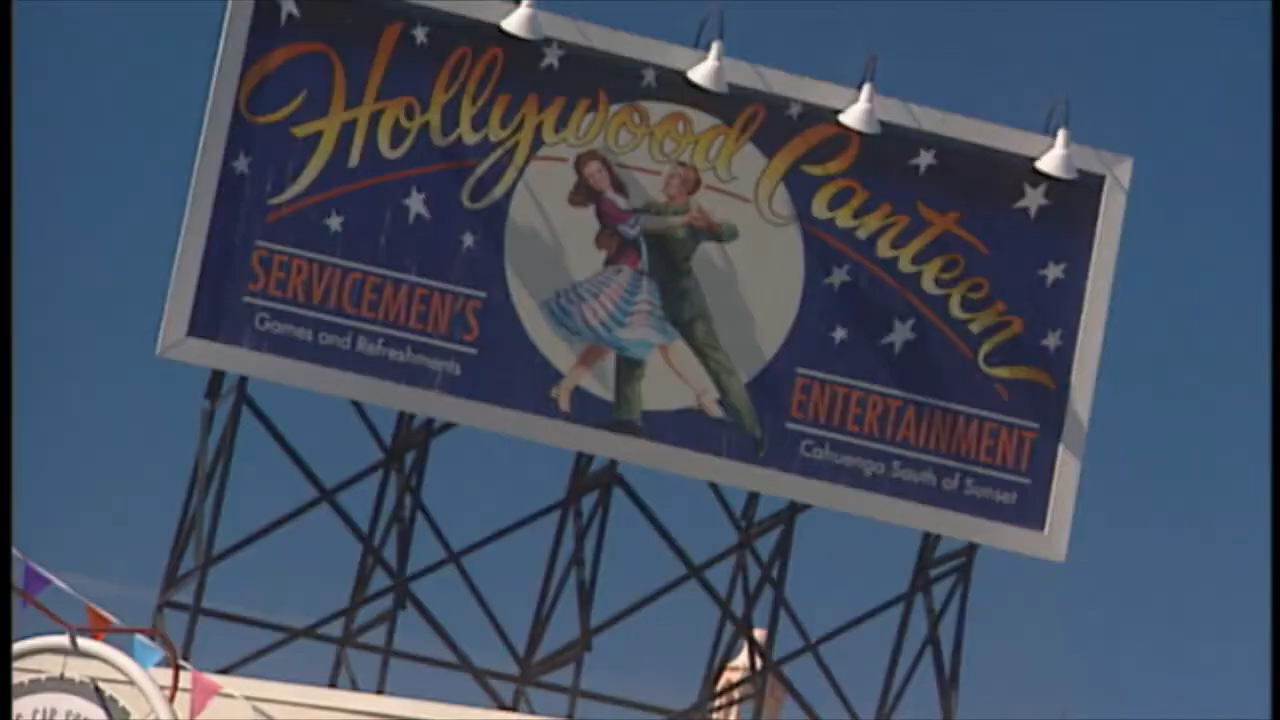 Hollywood Canteen
SERVICEMEN'S
Games and Refreshments
ENTERTAINMENT
Cahuenga South of Sunset